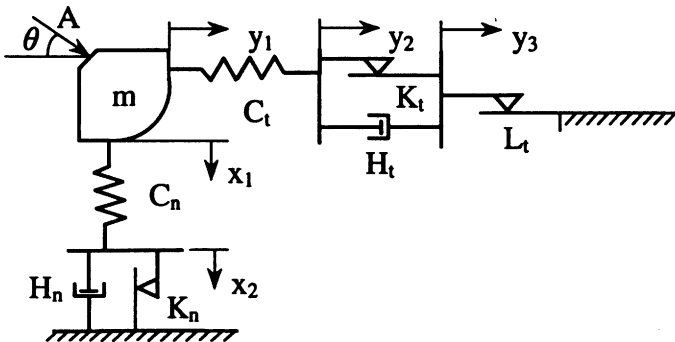 A
θ
y₁
y₂
y₃
m
Cₜ
Kₜ
Lₜ
Hₜ
x₁
Cₙ
Hₙ
Kₙ
x₂